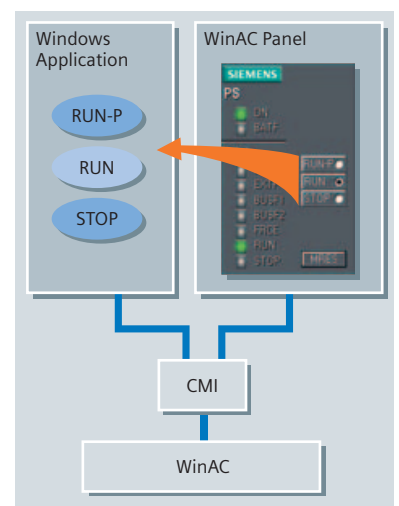 Windows
Application
RUN-P
RUN
STOP
WinAC Panel
SIEMENS
PS
ON
BATF
RUN-P
EXTF
RUN
BUSF1
STOP
BUSF2
FRCE
RUN
STOP
MRES
CMI
WinAC